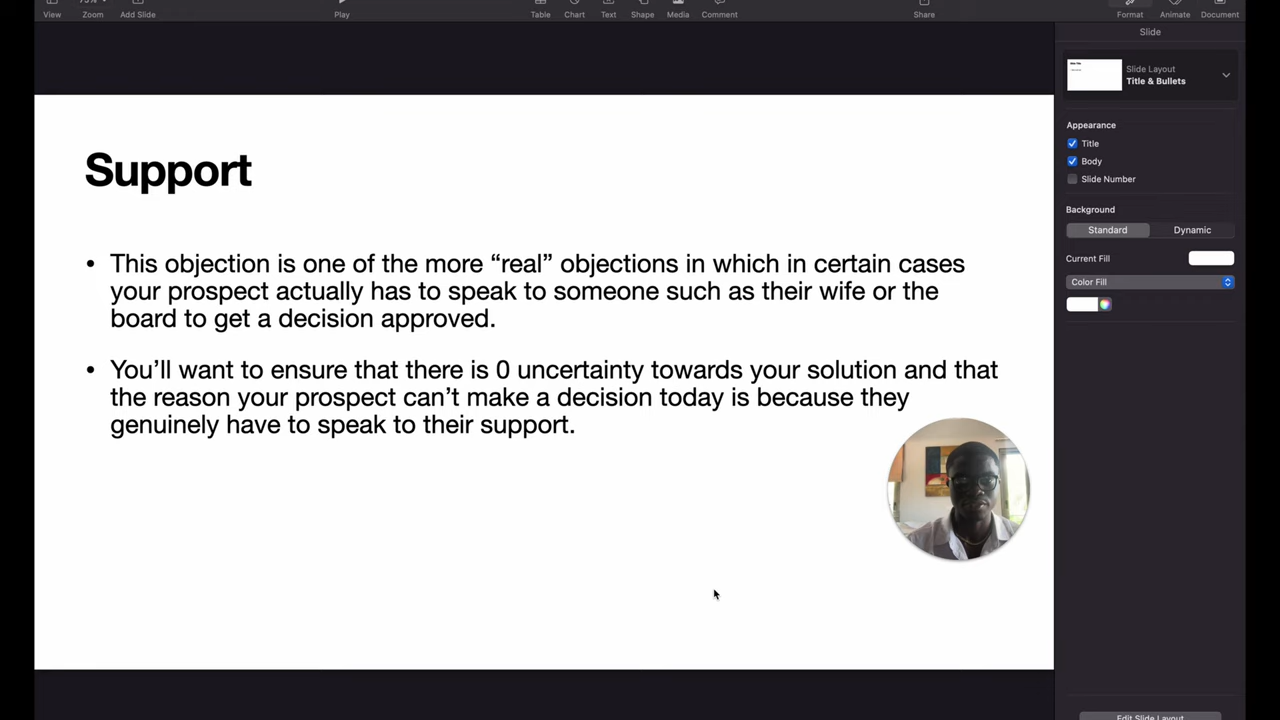 View
Zoom
Add Slide
Play
Table
Chart
Text
Shape
Media
Comment
Share
Format
Animate
Document
Slide
Slide Layout
Title & Bullets
Appearance
Title
Body
Slide Number
Background
Standard
Dynamic
Current Fill
Color Fill
Edit Slide Layout
Support
• This objection is one of the more “real” objections in which in certain cases
your prospect actually has to speak to someone such as their wife or the
board to get a decision approved.
• You’ll want to ensure that there is 0 uncertainty towards your solution and that
the reason your prospect can’t make a decision today is because they
genuinely have to speak to their support.